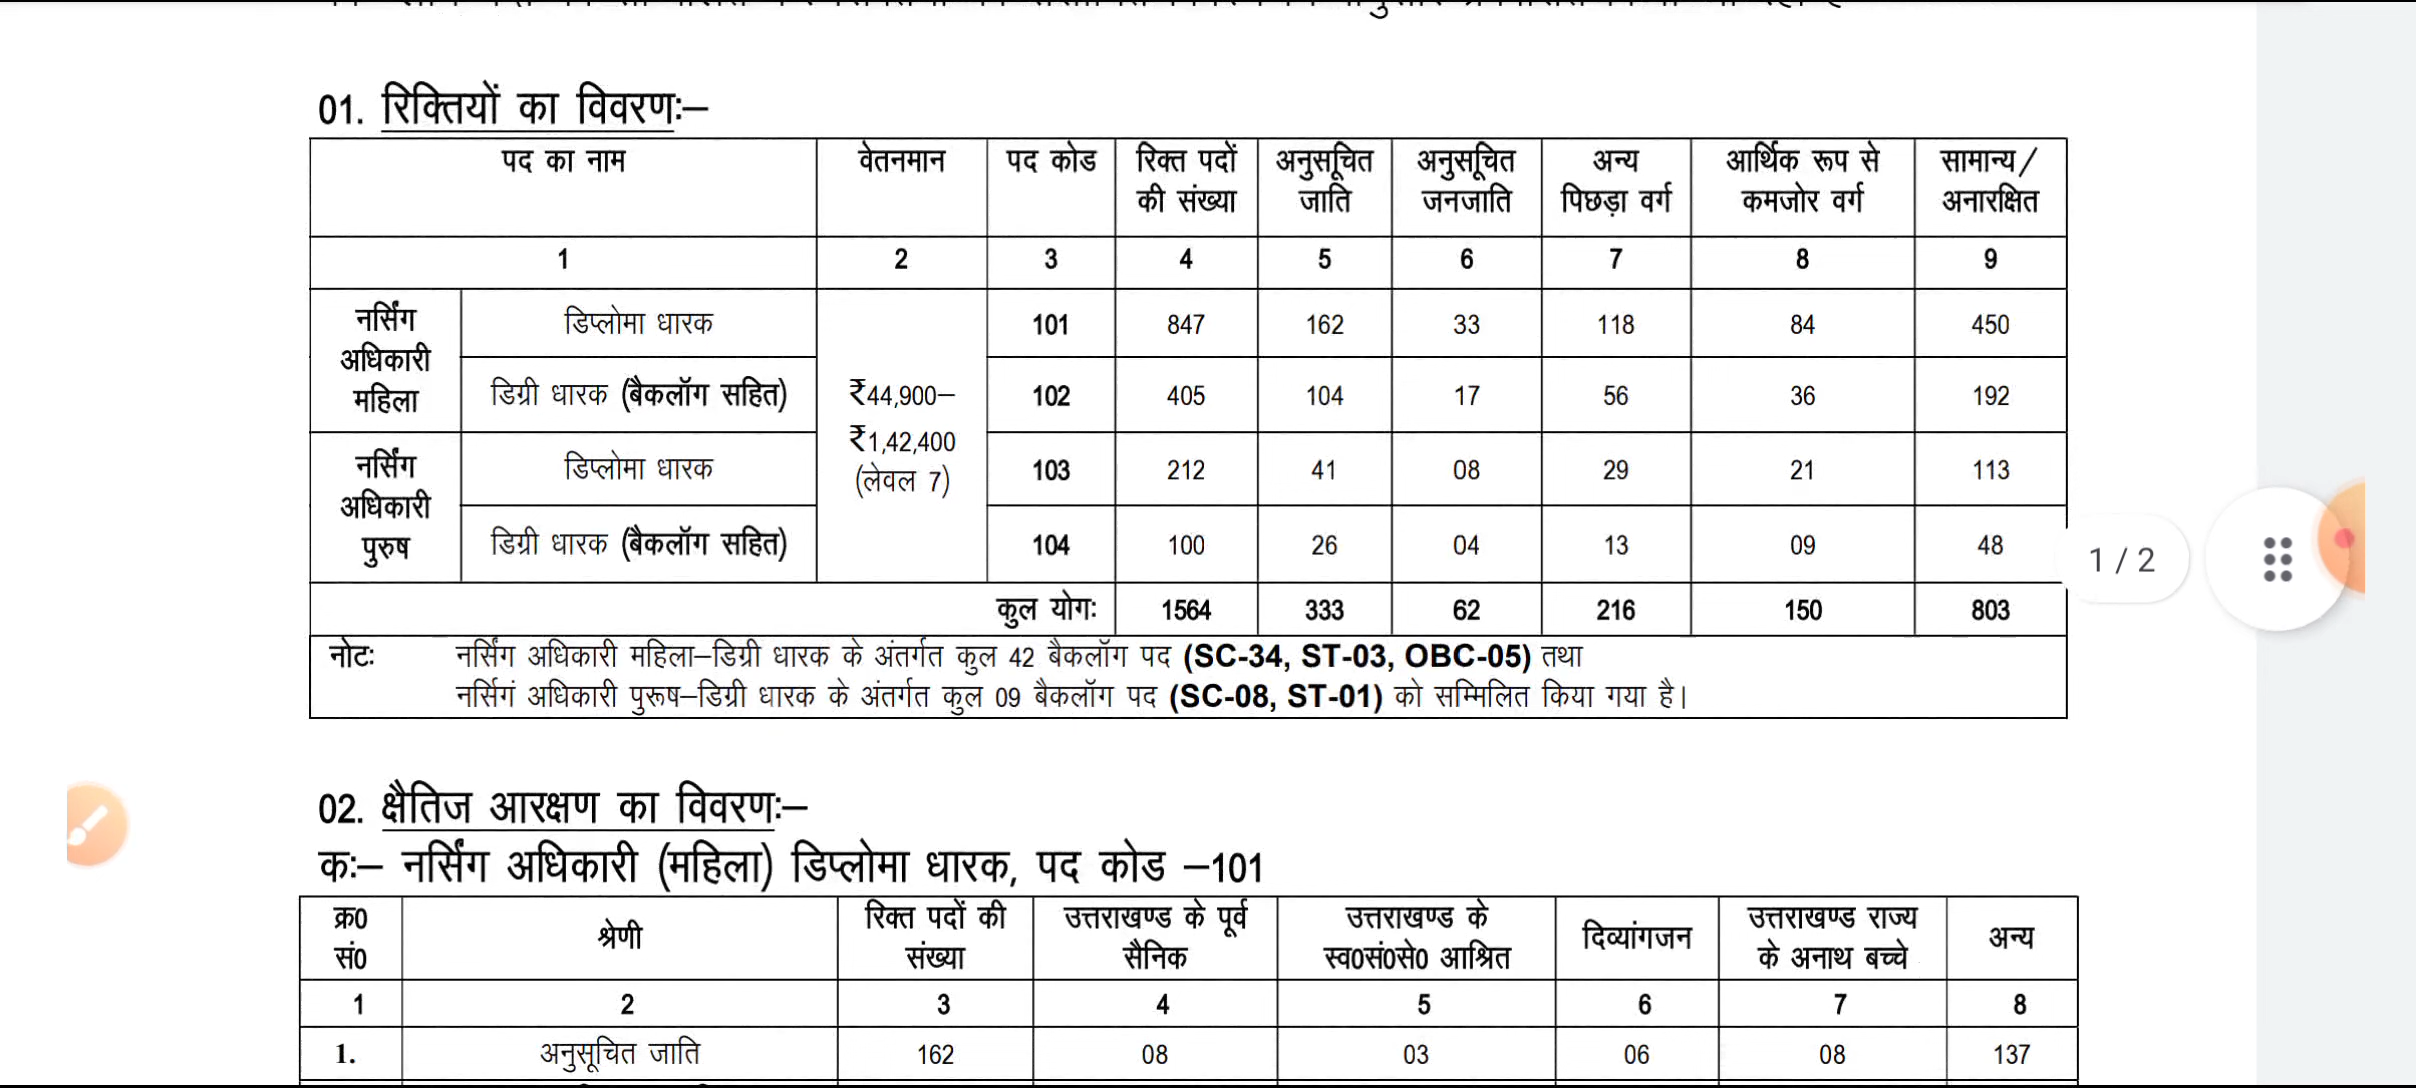 01. रिक्तियों का विवरणः–
पद का नाम वेतनमान पद कोड रिक्त पदों की संख्या अनुसूचित जाति अनुसूचित जनजाति अन्य पिछड़ा वर्ग आर्थिक रूप से कमजोर वर्ग सामान्य/ अनारक्षित
1 2 3 4 5 6 7 8 9
नर्सिंग अधिकारी महिला डिप्लोमा धारक ₹44,900– ₹1,42,400 (लेवल 7) 101 847 162 33 118 84 450
डिग्री धारक (बैकलॉग सहित) 102 405 104 17 56 36 192
नर्सिंग अधिकारी पुरुष डिप्लोमा धारक 103 212 41 08 29 21 113
डिग्री धारक (बैकलॉग सहित) 104 100 26 04 13 09 48
कुल योगः 1564 333 62 216 150 803
नोटः नर्सिंग अधिकारी महिला–डिग्री धारक के अंतर्गत कुल 42 बैकलॉग पद (SC-34, ST-03, OBC-05) तथा
नर्सिगं अधिकारी पुरूष–डिग्री धारक के अंतर्गत कुल 09 बैकलॉग पद (SC-08, ST-01) को सम्मिलित किया गया है।
1 / 2
02. क्षैतिज आरक्षण का विवरणः–
कः– नर्सिंग अधिकारी (महिला) डिप्लोमा धारक, पद कोड –101
क्र0 सं0 श्रेणी रिक्त पदों की संख्या उत्तराखण्ड के पूर्व सैनिक उत्तराखण्ड के स्व0सं0से0 आश्रित दिव्यांगजन उत्तराखण्ड राज्य के अनाथ बच्चे अन्य
1 2 3 4 5 6 7 8
1. अनुसूचित जाति 162 08 03 06 08 137